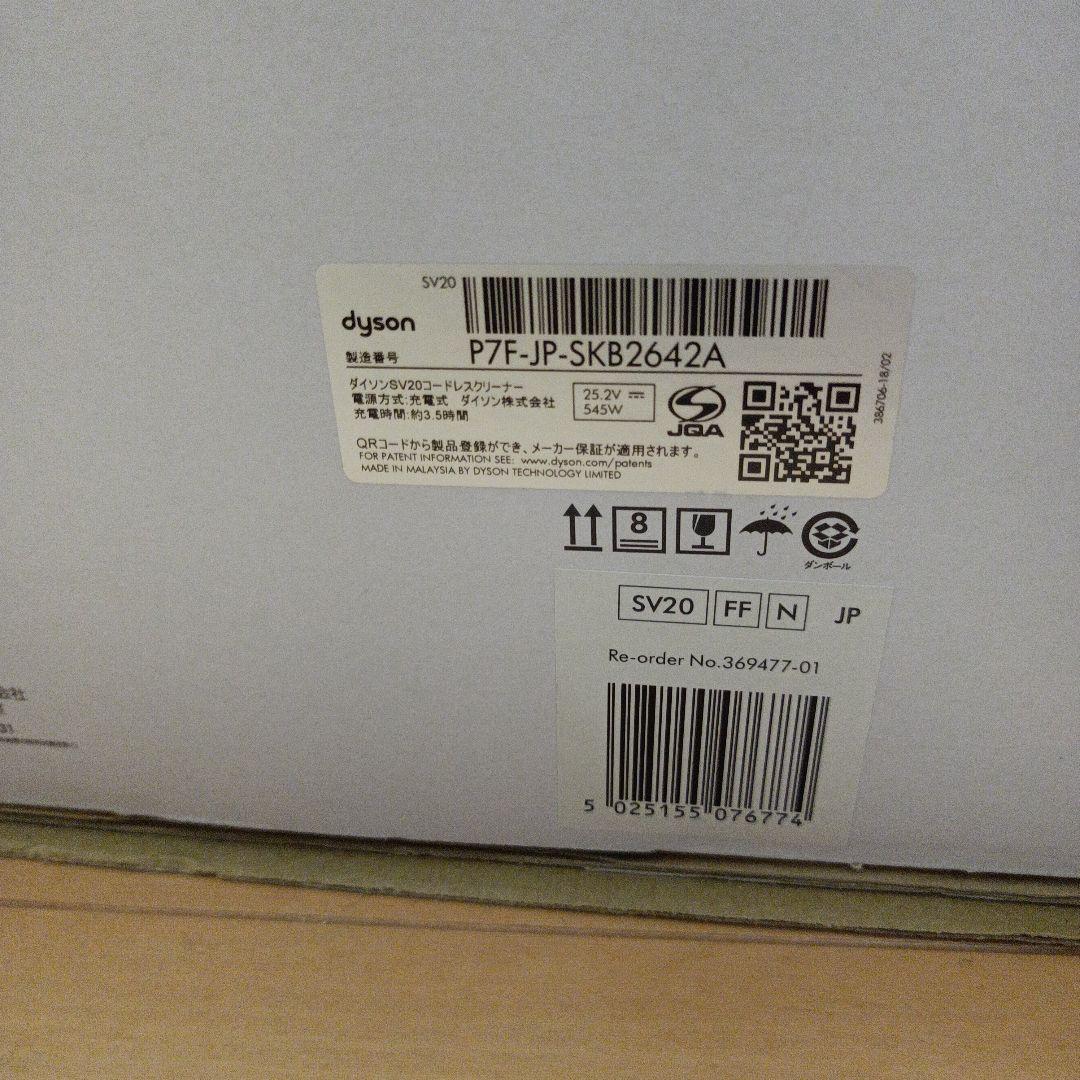 SV20
dyson
製造番号
P7F-JP-SKB2642A
ダイソンSV20コードレスクリーナー
電源方式:充電式 ダイソン株式会社
充電時間:約3.5時間
25.2V
545W
JQA
386706-18/02
QRコードから製品登録ができ、メーカー保証が適用されます。
FOR PATENT INFORMATION SEE: www.dyson.com/patents
MADE IN MALAYSIA BY DYSON TECHNOLOGY LIMITED
8
ダンボール
SV20 FF N JP
Re-order No.369477-01
5 025155 076774
会社
31